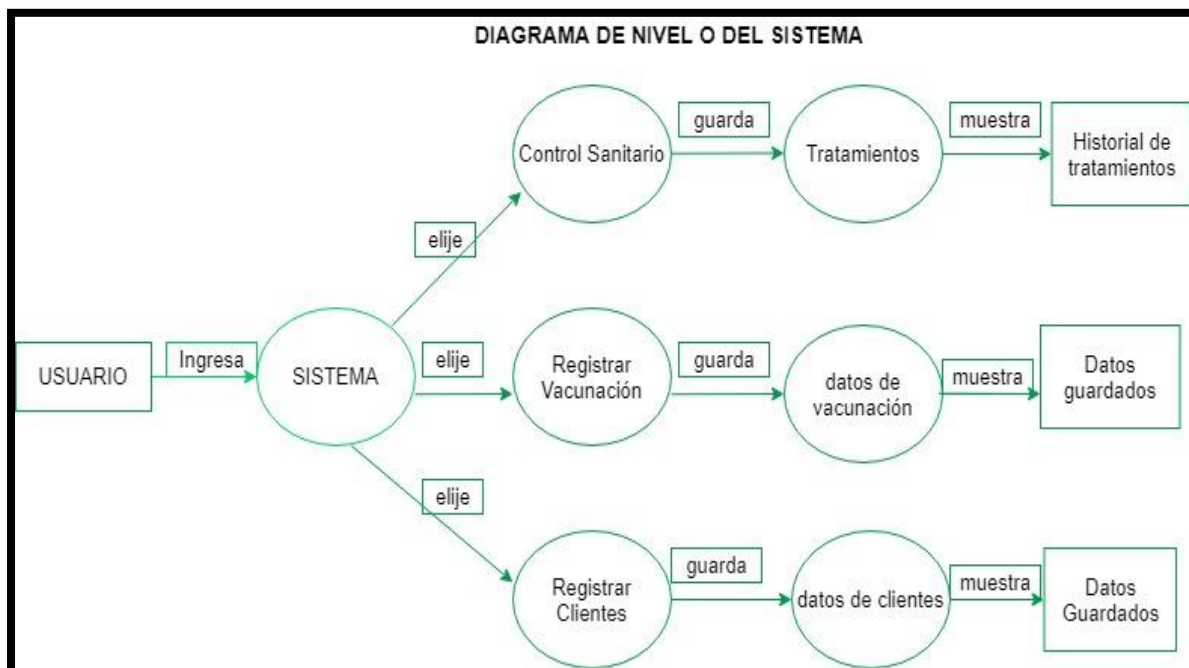 DIAGRAMA DE NIVEL O DEL SISTEMA
Control Sanitario
guarda
Tratamientos
muestra
Historial de
tratamientos
elije
USUARIO
Ingresa
SISTEMA
elije
Registrar
Vacunación
guarda
datos de
vacunación
muestra
Datos
guardados
elije
Registrar
Clientes
guarda
datos de clientes
muestra
Datos
Guardados